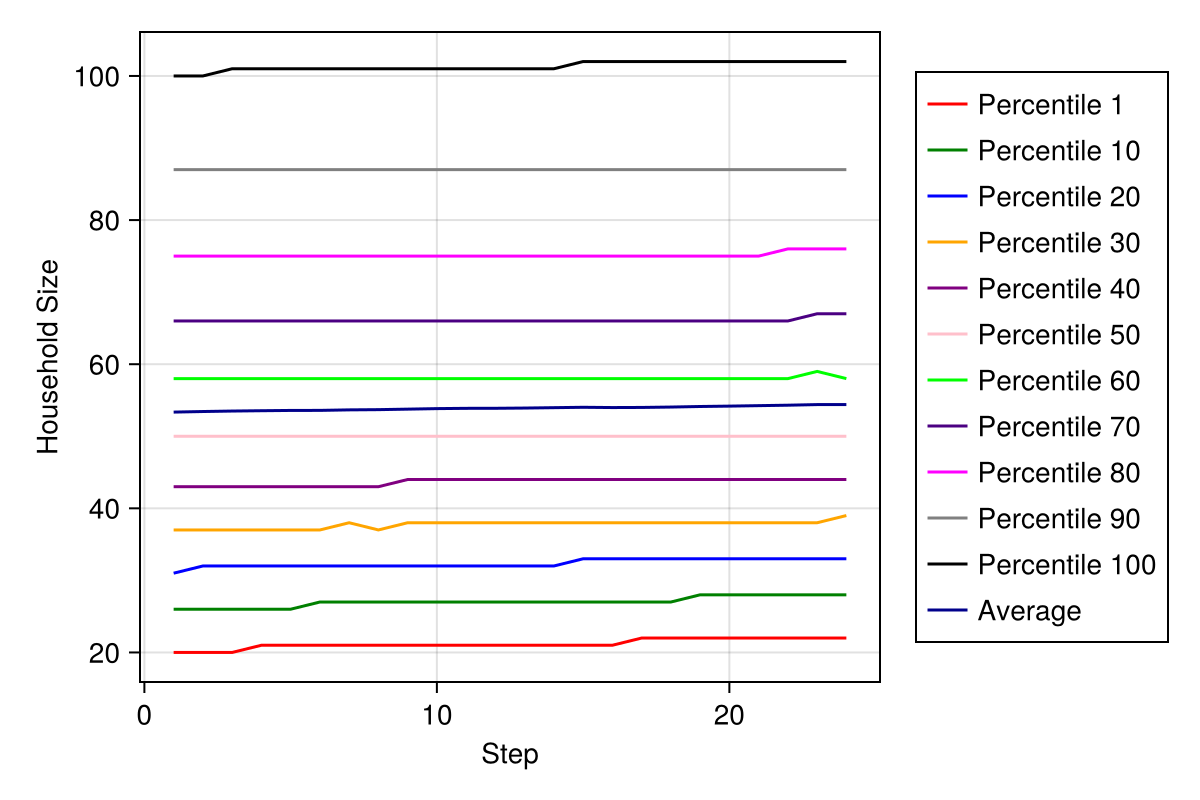 100
80
60
40
20
0
10
20
Household Size
Step
Percentile 1
Percentile 10
Percentile 20
Percentile 30
Percentile 40
Percentile 50
Percentile 60
Percentile 70
Percentile 80
Percentile 90
Percentile 100
Average